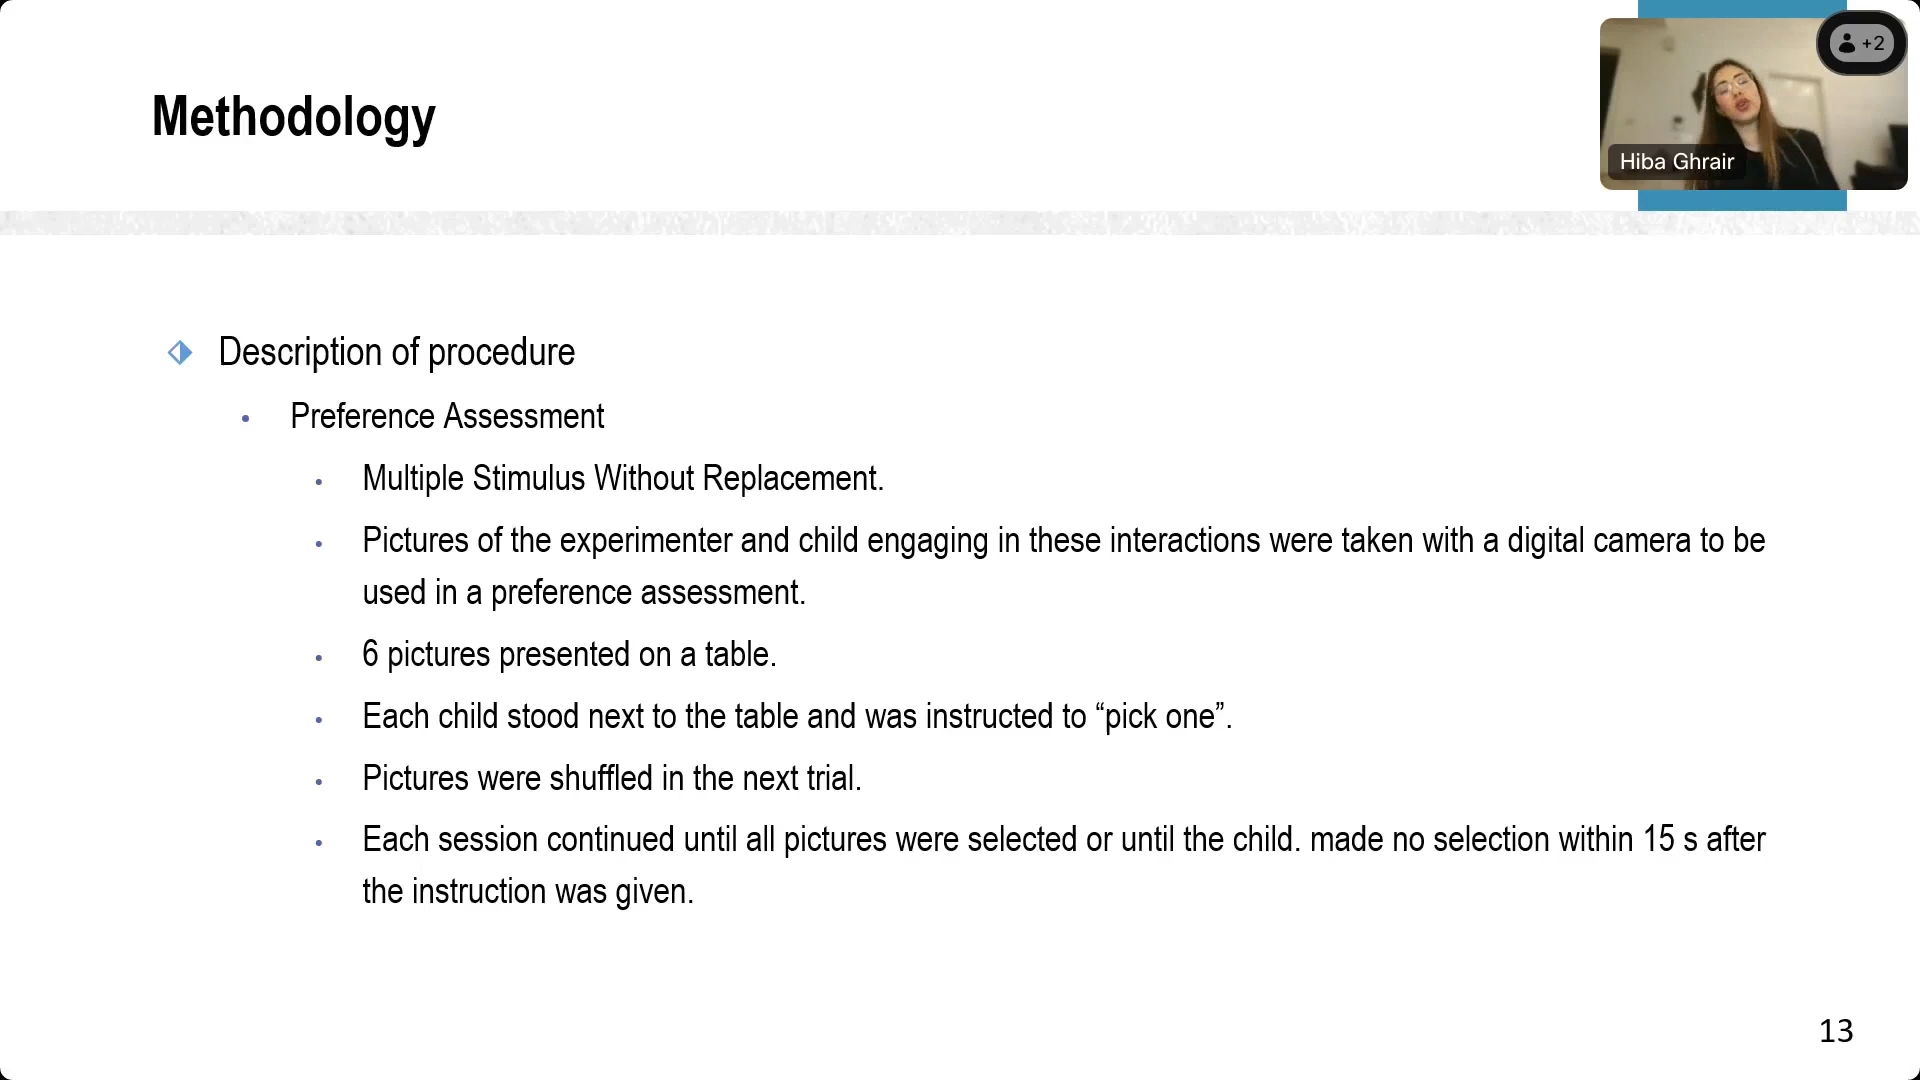 +2
Hiba Ghrair
Methodology
Description of procedure
Preference Assessment
Multiple Stimulus Without Replacement.
Pictures of the experimenter and child engaging in these interactions were taken with a digital camera to be
used in a preference assessment.
6 pictures presented on a table.
Each child stood next to the table and was instructed to “pick one”.
Pictures were shuffled in the next trial.
Each session continued until all pictures were selected or until the child. made no selection within 15 s after
the instruction was given.
13